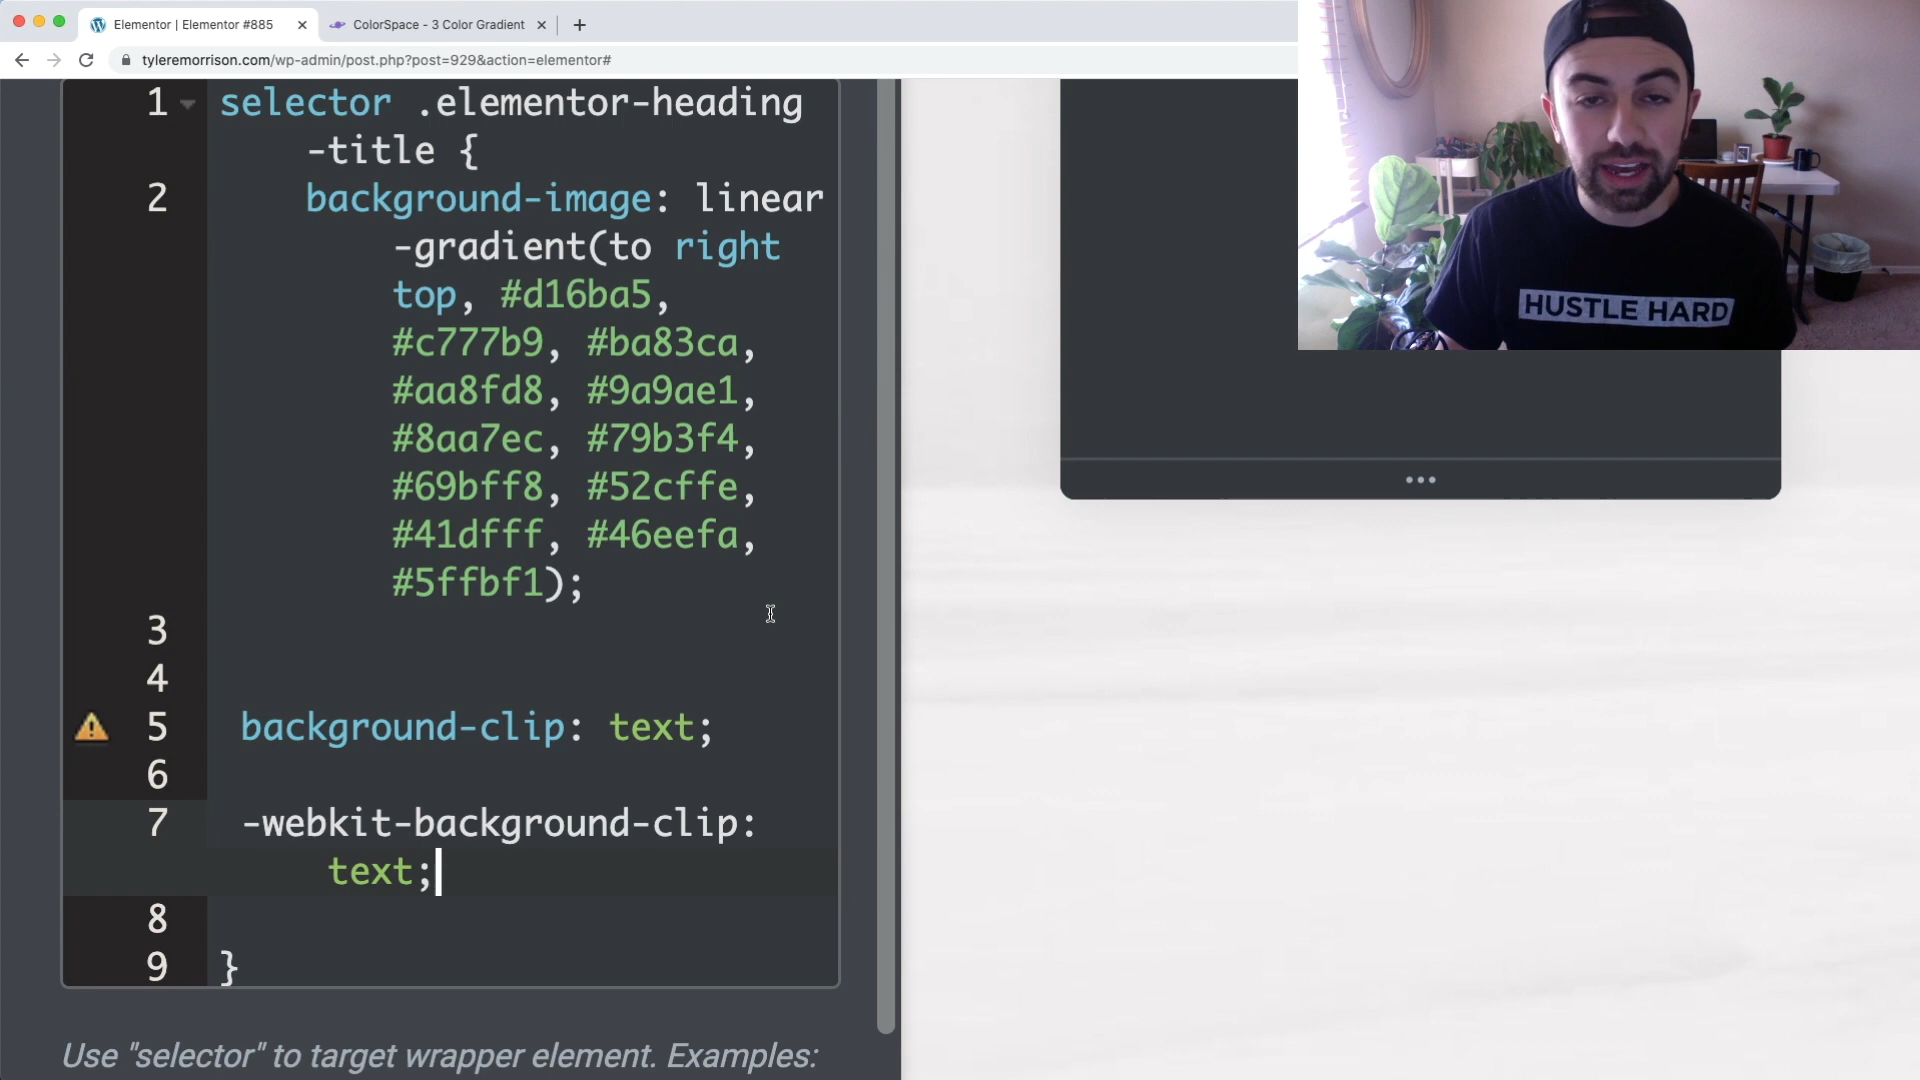 Elementor | Elementor #885
ColorSpace - 3 Color Gradient
tyleremorrison.com/wp-admin/post.php?post=929&action=elementor#
1 selector .elementor-heading
-title {
2 background-image: linear
-gradient(to right
top, #d16ba5,
#c777b9, #ba83ca,
#aa8fd8, #9a9ae1,
#8aa7ec, #79b3f4,
#69bff8, #52cffe,
#41dfff, #46eefa,
#5ffbf1);
3
4
5 background-clip: text;
6
7 -webkit-background-clip:
text;
8
9 }
Use "selector" to target wrapper element. Examples:
HUSTLE HARD